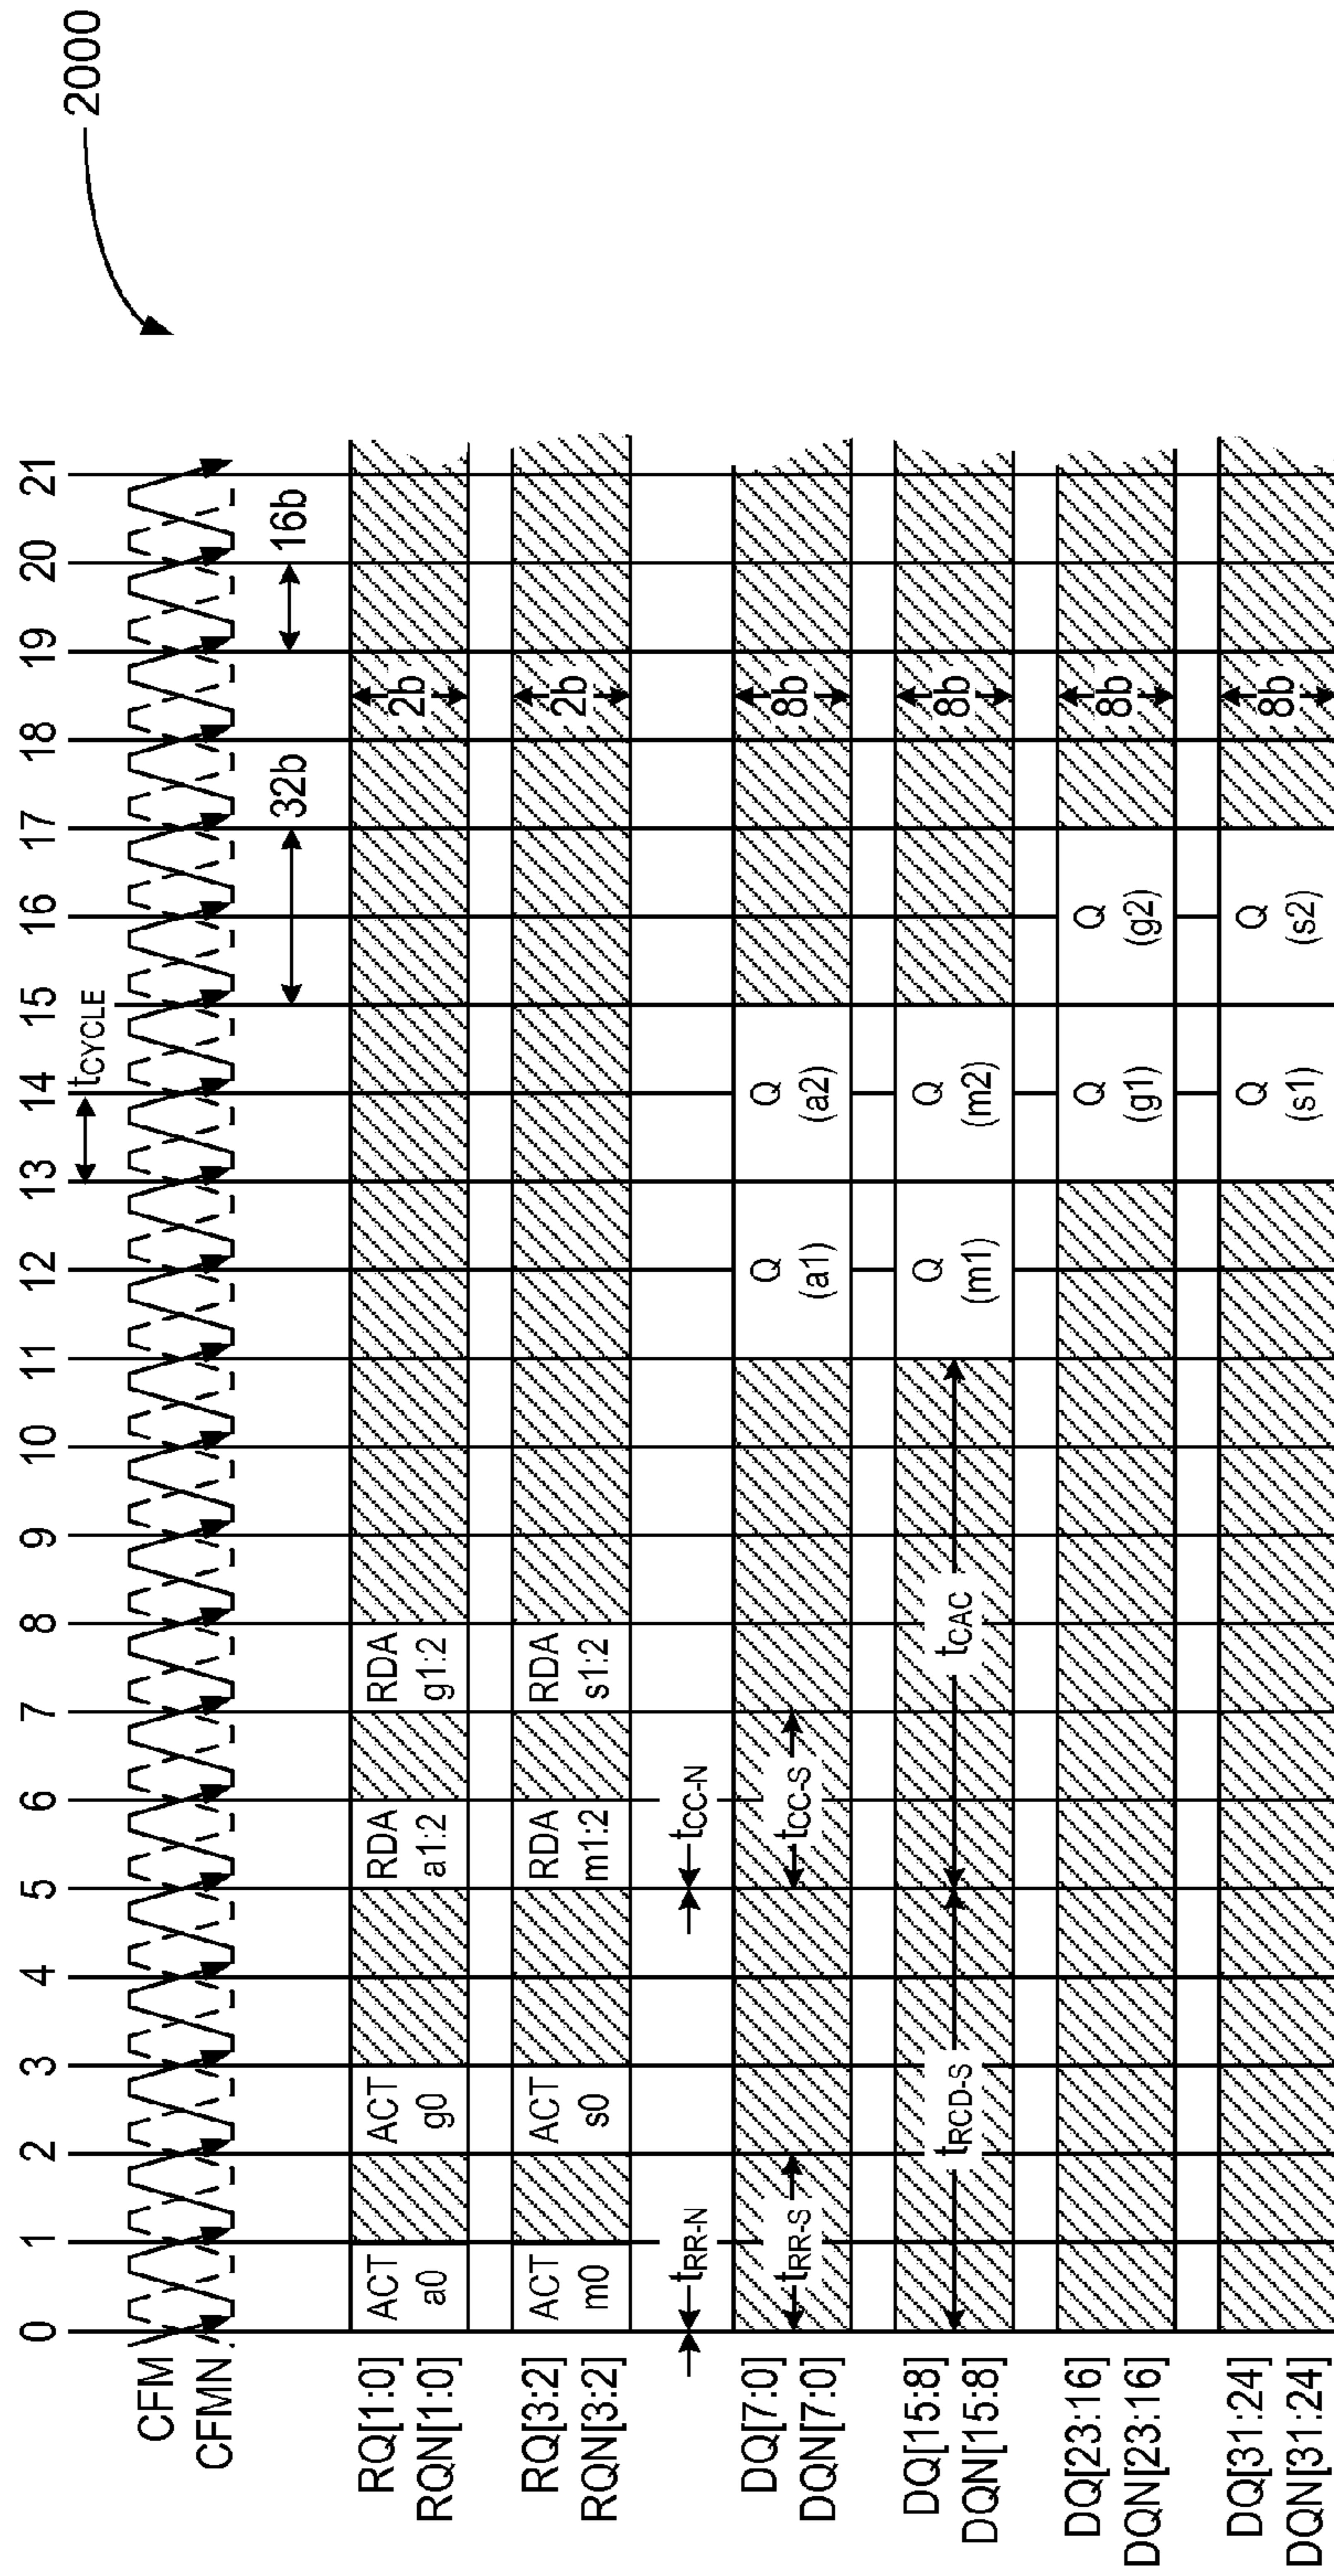 2000
0 1 2 3 4 5 6 7 8 9 10 11 12 13 14 15 16 17 18 19 20 21
tCYCLE
CFM
CFMN
32b
16b
RQ[1:0]
RQN[1:0]
ACT
a0
ACT
g0
RDA
a1:2
RDA
g1:2
2b
RQ[3:2]
RQN[3:2]
ACT
m0
ACT
s0
RDA
m1:2
RDA
s1:2
2b
tRR-N
tCC-N
DQ[7:0]
DQN[7:0]
tRR-S
tCC-S
Q
(a1)
Q
(a2)
8b
DQ[15:8]
DQN[15:8]
tRCD-S
tCAC
Q
(m1)
Q
(m2)
8b
DQ[23:16]
DQN[23:16]
Q
(g1)
Q
(g2)
8b
DQ[31:24]
DQN[31:24]
Q
(s1)
Q
(s2)
8b